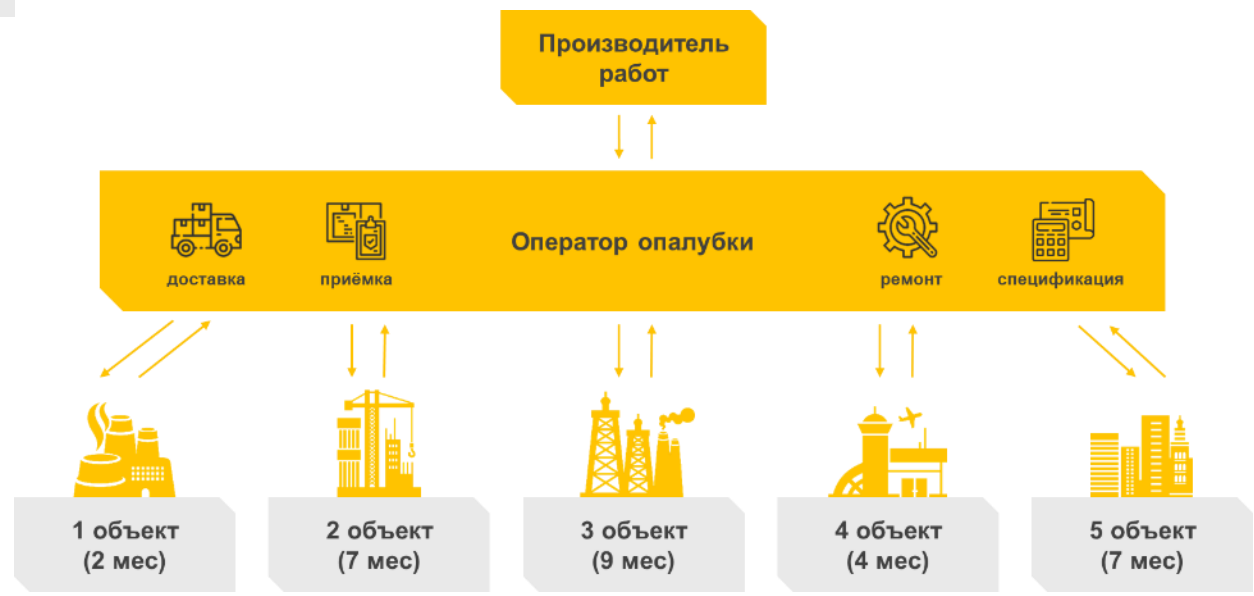 Производитель
работ
Оператор опалубки
доставка
приёмка
ремонт
спецификация
1 объект
(2 мес)
2 объект
(7 мес)
3 объект
(9 мес)
4 объект
(4 мес)
5 объект
(7 мес)